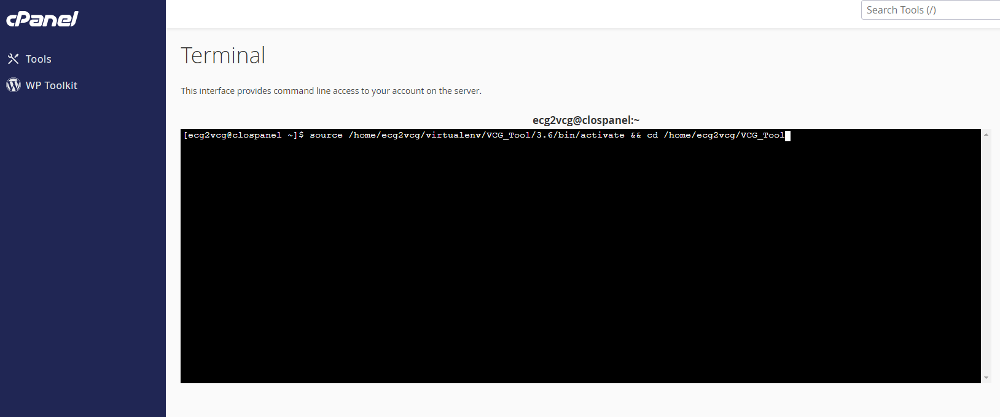 cPanel
Search Tools (/)
Tools
WP Toolkit
Terminal
This interface provides command line access to your account on the server.
ecg2vcg@clospanel:~
[ecg2vcg@clospanel ~]$ source /home/ecg2vcg/virtualenv/VCG_Tool/3.6/bin/activate && cd /home/ecg2vcg/VCG_Tool